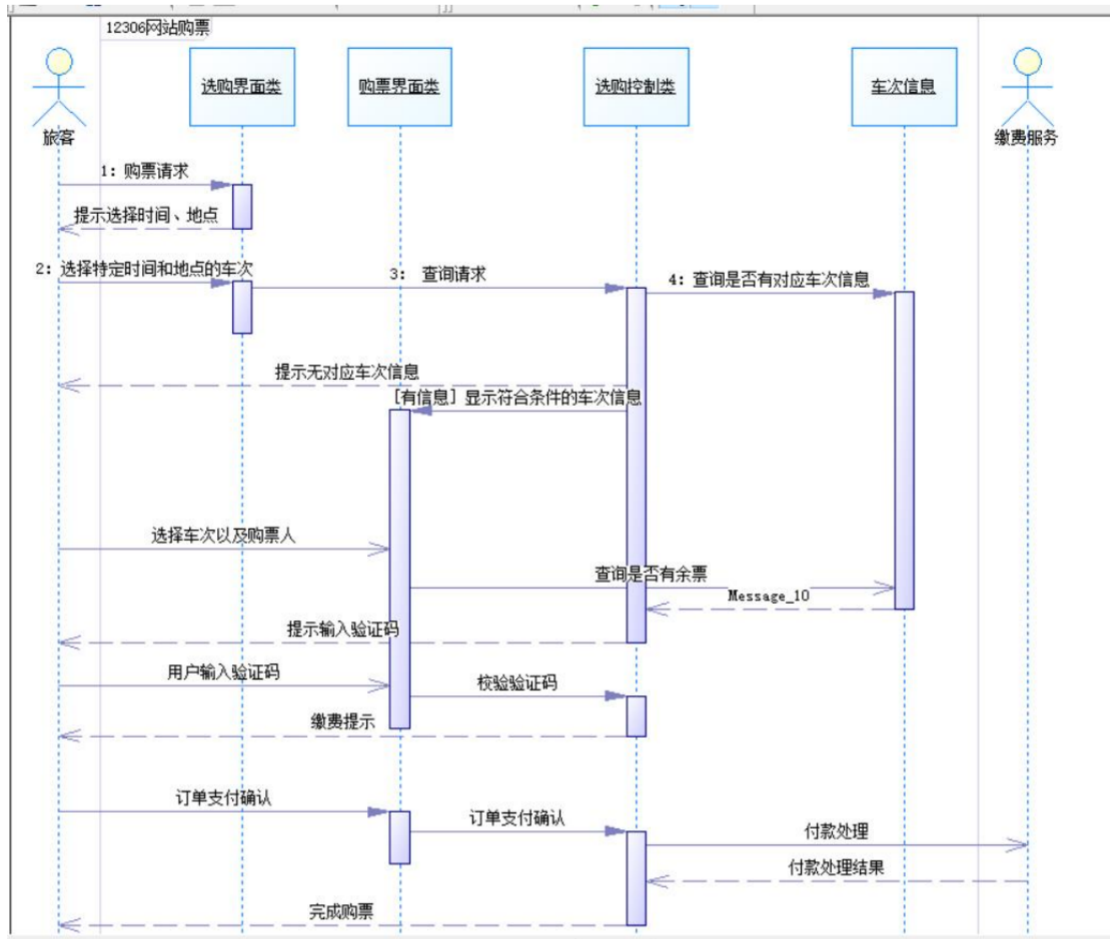 12306网站购票
选购界面类
购票界面类
选购控制类
车次信息
旅客
缴费服务
1: 购票请求
提示选择时间、地点
2: 选择特定时间和地点的车次
3: 查询请求
4: 查询是否有对应车次信息
提示无对应车次信息
[有信息] 显示符合条件的车次信息
选择车次以及购票人
查询是否有余票
Message_10
提示输入验证码
用户输入验证码
校验验证码
缴费提示
订单支付确认
订单支付确认
付款处理
付款处理结果
完成购票